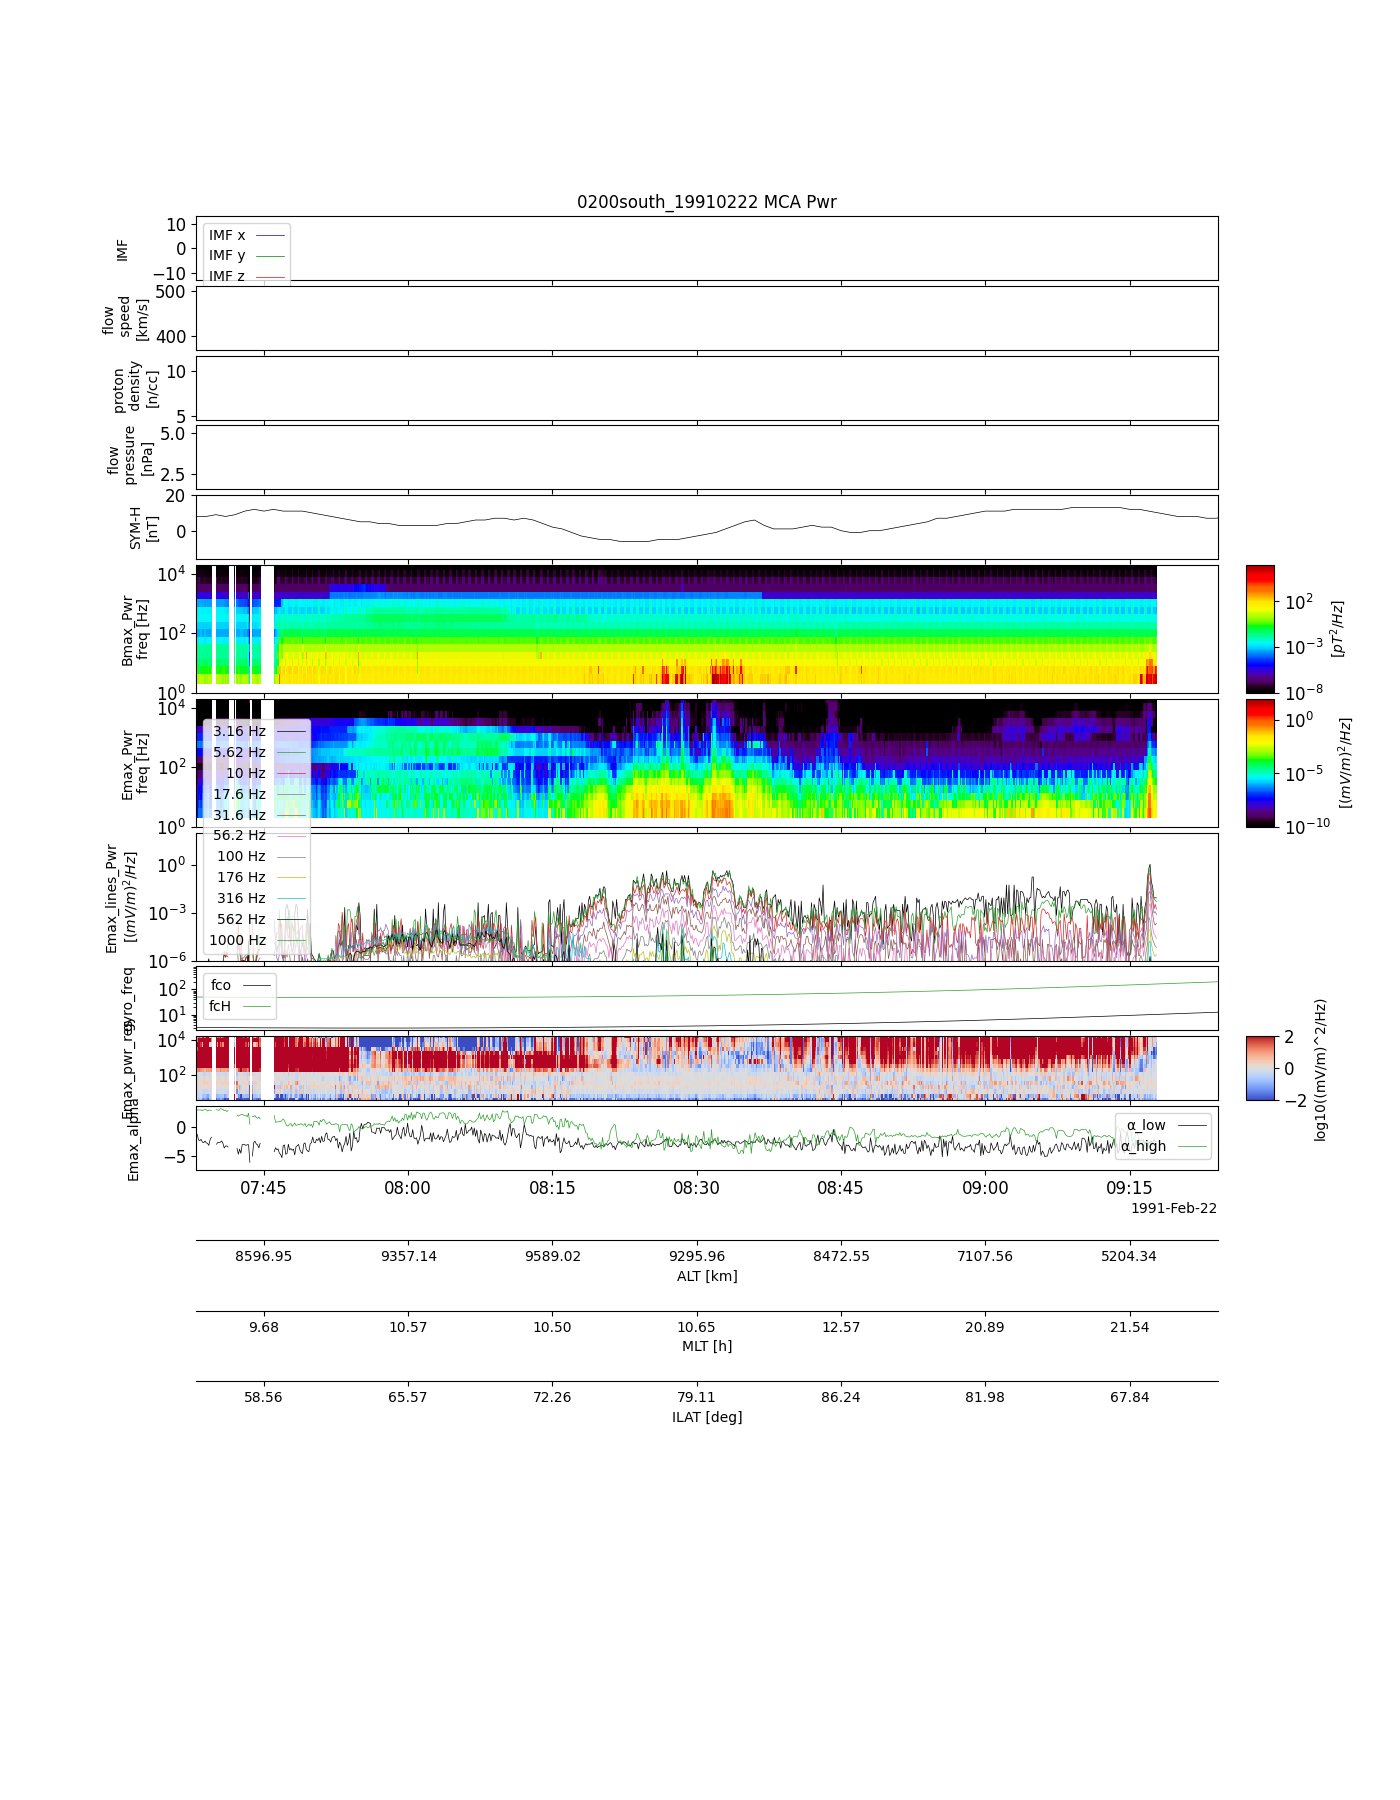 0200south_19910222 MCA Pwr
10
0
−10
IMF
IMF x
IMF y
IMF z
500
400
flow
speed
[km/s]
10
5
proton
density
[n/cc]
5.0
2.5
flow
pressure
[nPa]
20
0
SYM-H
[nT]
10^4
10^2
10^0
Bmax_Pwr
freq [Hz]
10^2
10^-3
10^-8
[pT^2/Hz]
10^4
10^2
10^0
Emax_Pwr
freq [Hz]
10^0
10^-5
10^-10
[(mV/m)^2/Hz]
3.16 Hz
5.62 Hz
10 Hz
17.6 Hz
31.6 Hz
56.2 Hz
100 Hz
176 Hz
316 Hz
562 Hz
1000 Hz
10^0
10^-3
10^-6
Emax_lines_Pwr
[(mV/m)^2/Hz]
10^2
10^1
gyro_freq
fco
fcH
10^4
10^2
Emax_pwr_res
2
0
−2
log10((mV/m)^2/Hz)
0
−5
Emax_alpha
α_low
α_high
07:45 08:00 08:15 08:30 08:45 09:00 09:15
1991-Feb-22
8596.95 9357.14 9589.02 9295.96 8472.55 7107.56 5204.34
ALT [km]
9.68 10.57 10.50 10.65 12.57 20.89 21.54
MLT [h]
58.56 65.57 72.26 79.11 86.24 81.98 67.84
ILAT [deg]